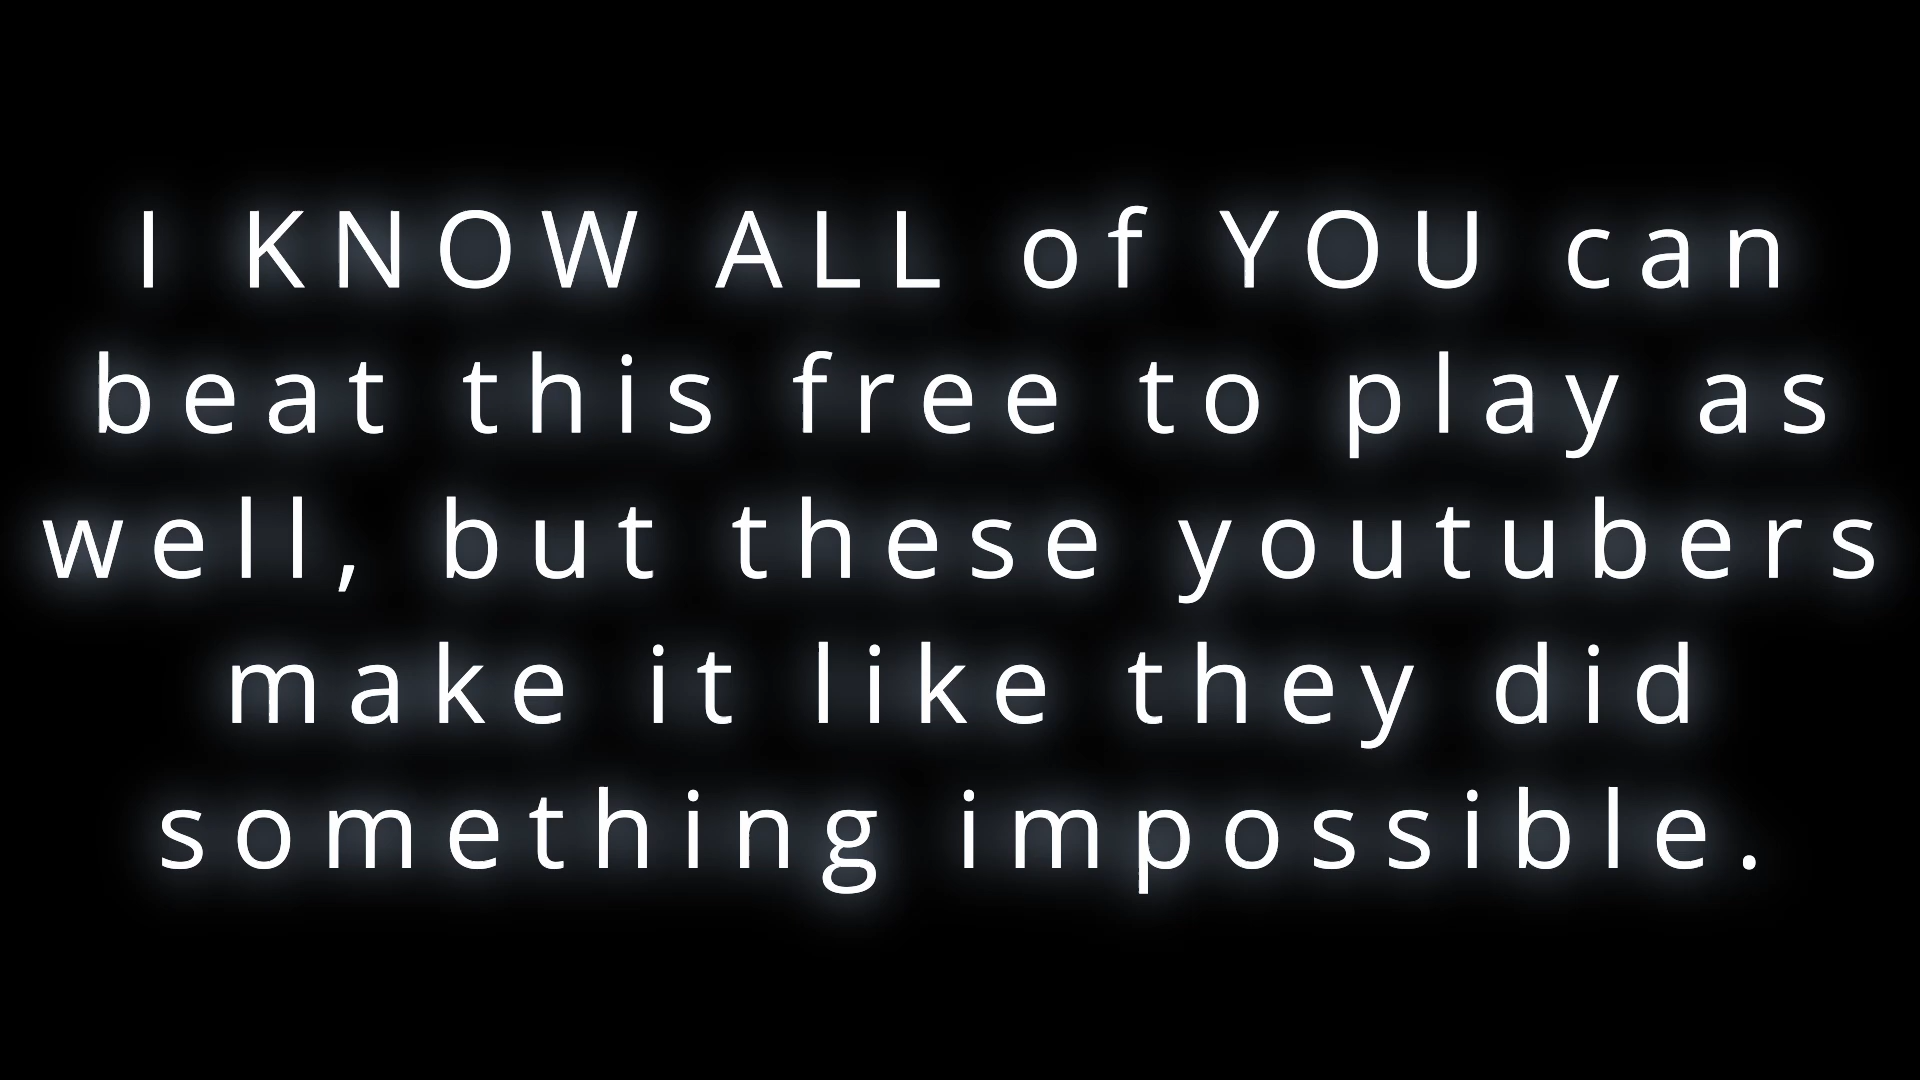 I KNOW ALL of YOU can
beat this free to play as
well, but these youtubers
make it like they did
something impossible.